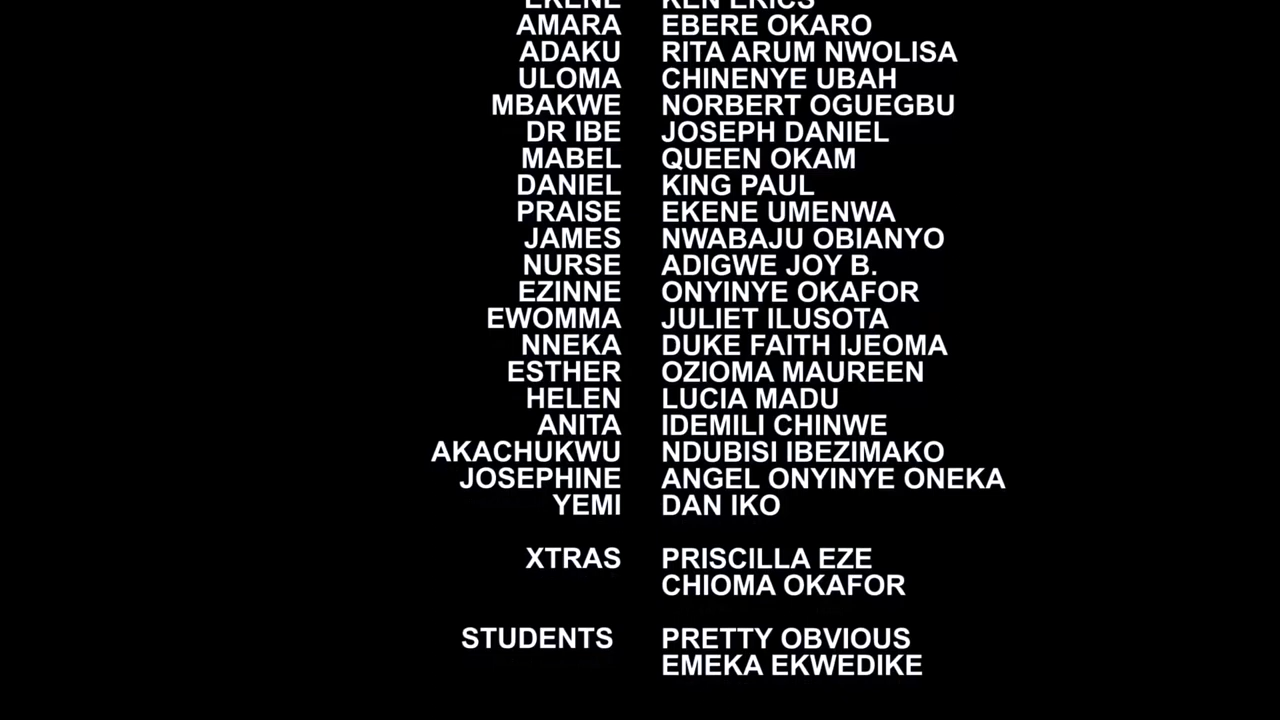 EKENE KEN ERICS
AMARA EBERE OKARO
ADAKU RITA ARUM NWOLISA
ULOMA CHINENYE UBAH
MBAKWE NORBERT OGUEGBU
DR IBE JOSEPH DANIEL
MABEL QUEEN OKAM
DANIEL KING PAUL
PRAISE EKENE UMENWA
JAMES NWABAJU OBIANYO
NURSE ADIGWE JOY B.
EZINNE ONYINYE OKAFOR
EWOMMA JULIET ILUSOTA
NNEKA DUKE FAITH IJEOMA
ESTHER OZIOMA MAUREEN
HELEN LUCIA MADU
ANITA IDEMILI CHINWE
AKACHUKWU NDUBISI IBEZIMAKO
JOSEPHINE ANGEL ONYINYE ONEKA
YEMI DAN IKO
XTRAS PRISCILLA EZE
CHIOMA OKAFOR
STUDENTS PRETTY OBVIOUS
EMEKA EKWEDIKE